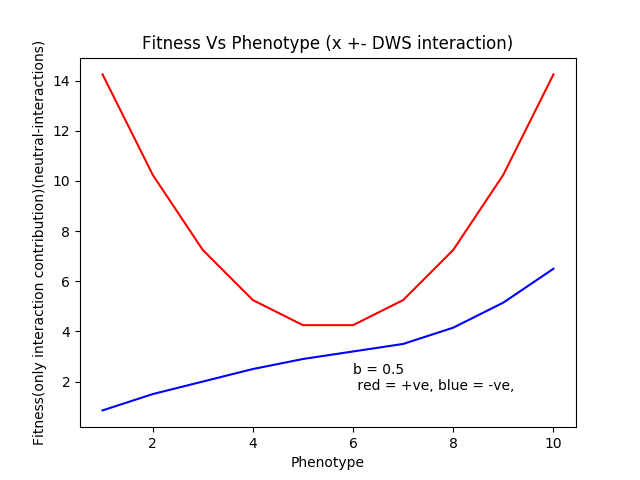 Fitness Vs Phenotype (x +- DWS interaction)
Fitness(only interaction contribution)(neutral-interactions)
14
12
10
8
6
4
2
b = 0.5
red = +ve, blue = -ve,
2
4
6
8
10
Phenotype